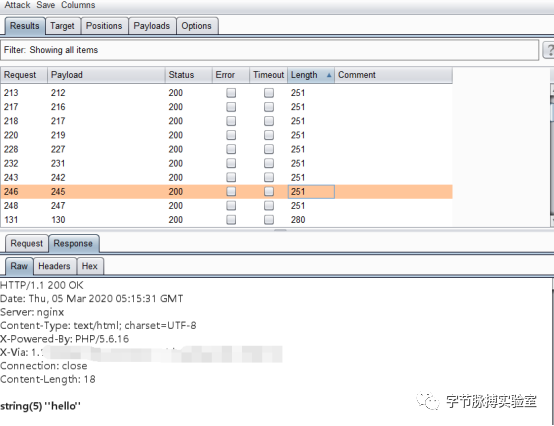 Attack Save Columns
Results Target Positions Payloads Options
Filter: Showing all items ?
Request Payload Status Error Timeout Length Comment
213 212 200 251
217 216 200 251
218 217 200 251
220 219 200 251
228 227 200 251
232 231 200 251
243 242 200 251
246 245 200 251
248 247 200 251
131 130 200 280
Request Response
Raw Headers Hex
HTTP/1.1 200 OK
Date: Thu, 05 Mar 2020 05:15:31 GMT
Server: nginx
Content-Type: text/html; charset=UTF-8
X-Powered-By: PHP/5.6.16
X-Via: 1.
Connection: close
Content-Length: 18
string(5) "hello"
字节脉搏实验室